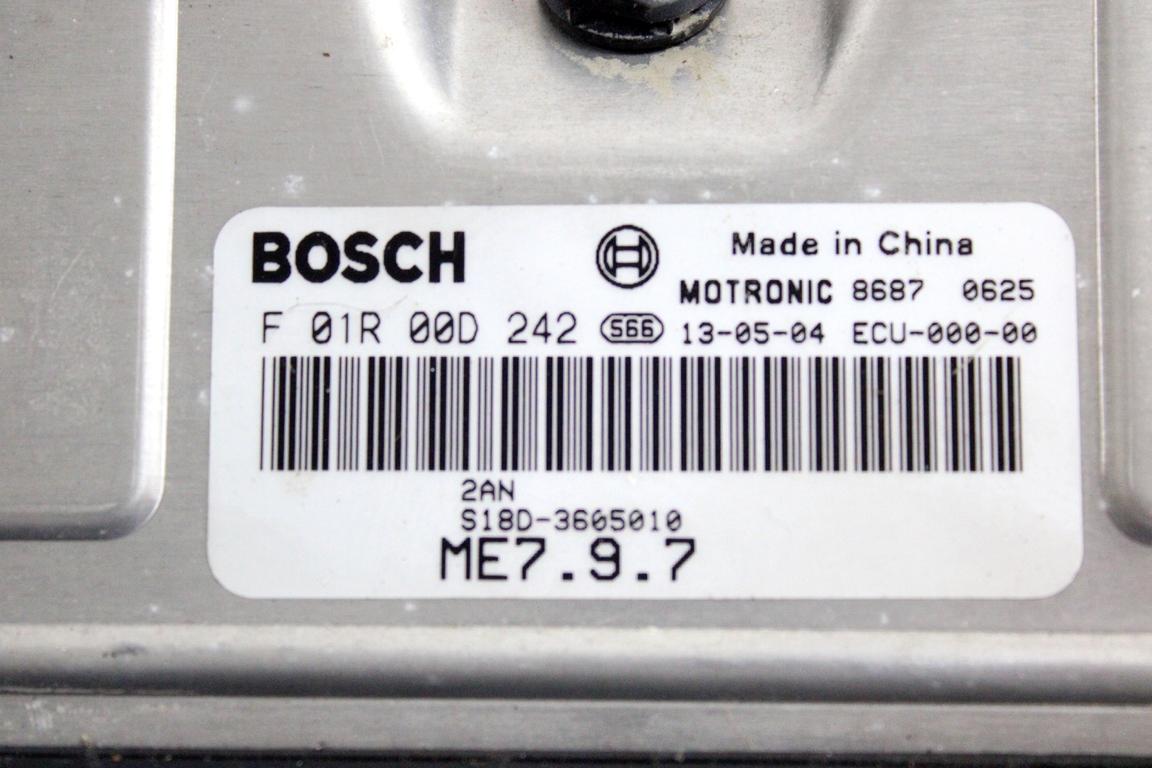 BOSCH
Made in China
MOTRONIC 8687 0625
F 01R 00D 242 S66 13-05-04 ECU-000-00
2AN
S18D-3605010
ME7.9.7